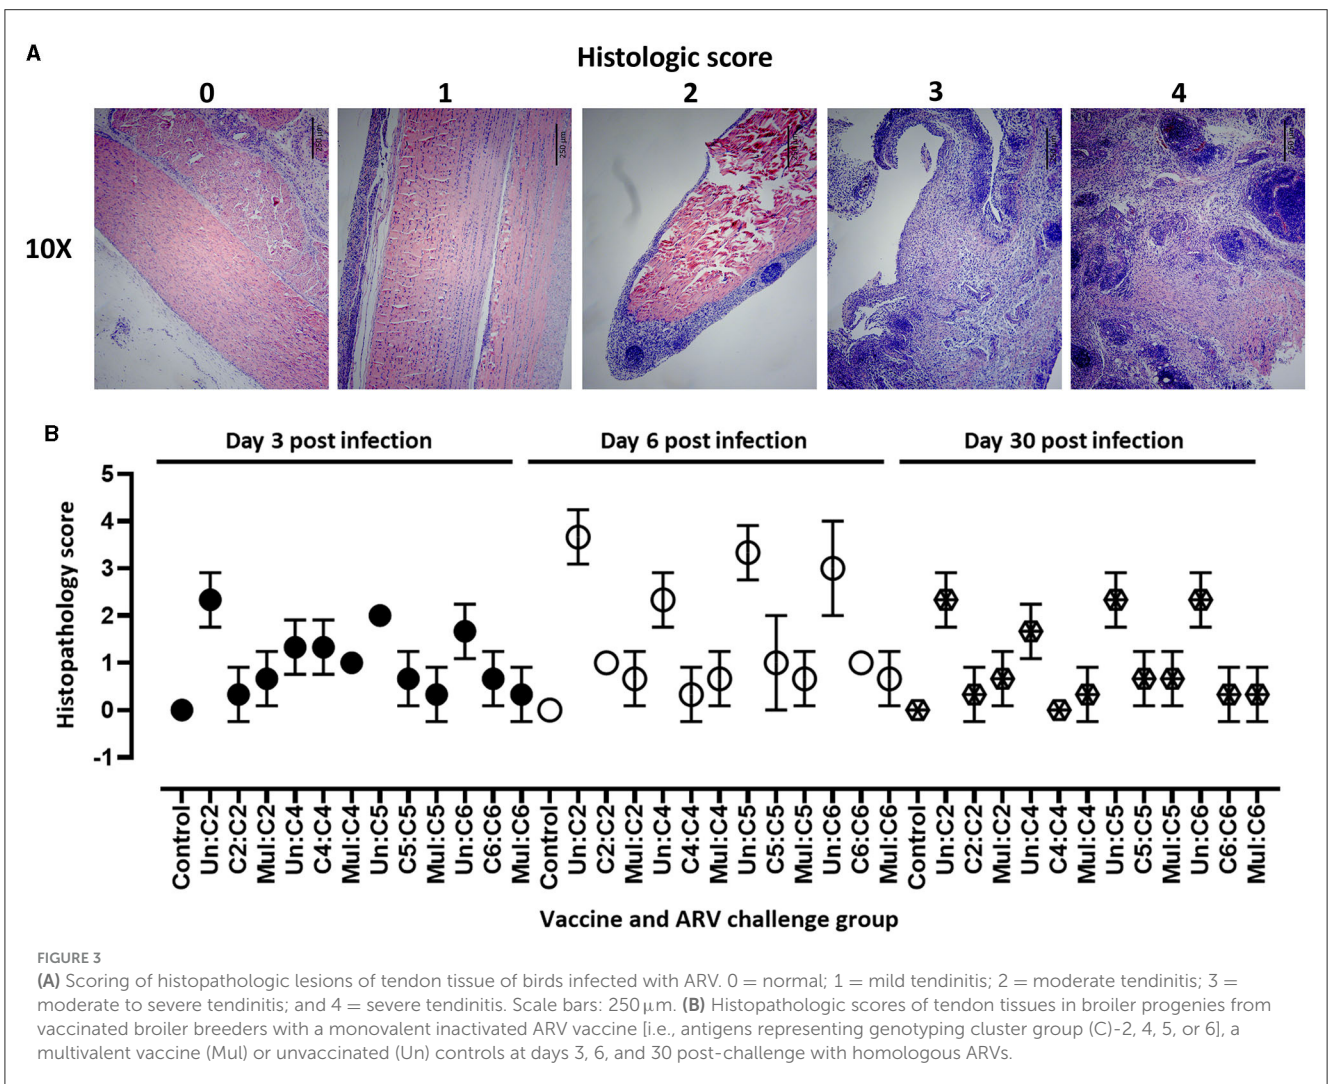 A
Histologic score
0 1 2 3 4
10X
250 µm
250 µm
B
Day 3 post infection Day 6 post infection Day 30 post infection
Histopathology score
5
4
3
2
1
0
-1
Control Un:C2 C2:C2 Mul:C2 Un:C4 C4:C4 Mul:C4 Un:C5 C5:C5 Mul:C5 Un:C6 C6:C6 Mul:C6 Control Un:C2 C2:C2 Mul:C2 Un:C4 C4:C4 Mul:C4 Un:C5 C5:C5 Mul:C5 Un:C6 C6:C6 Mul:C6 Control Un:C2 C2:C2 Mul:C2 Un:C4 C4:C4 Mul:C4 Un:C5 C5:C5 Mul:C5 Un:C6 C6:C6 Mul:C6
Vaccine and ARV challenge group
FIGURE 3
(A) Scoring of histopathologic lesions of tendon tissue of birds infected with ARV. 0 = normal; 1 = mild tendinitis; 2 = moderate tendinitis; 3 =
moderate to severe tendinitis; and 4 = severe tendinitis. Scale bars: 250 µm. (B) Histopathologic scores of tendon tissues in broiler progenies from
vaccinated broiler breeders with a monovalent inactivated ARV vaccine [i.e., antigens representing genotyping cluster group (C)-2, 4, 5, or 6], a
multivalent vaccine (Mul) or unvaccinated (Un) controls at days 3, 6, and 30 post-challenge with homologous ARVs.